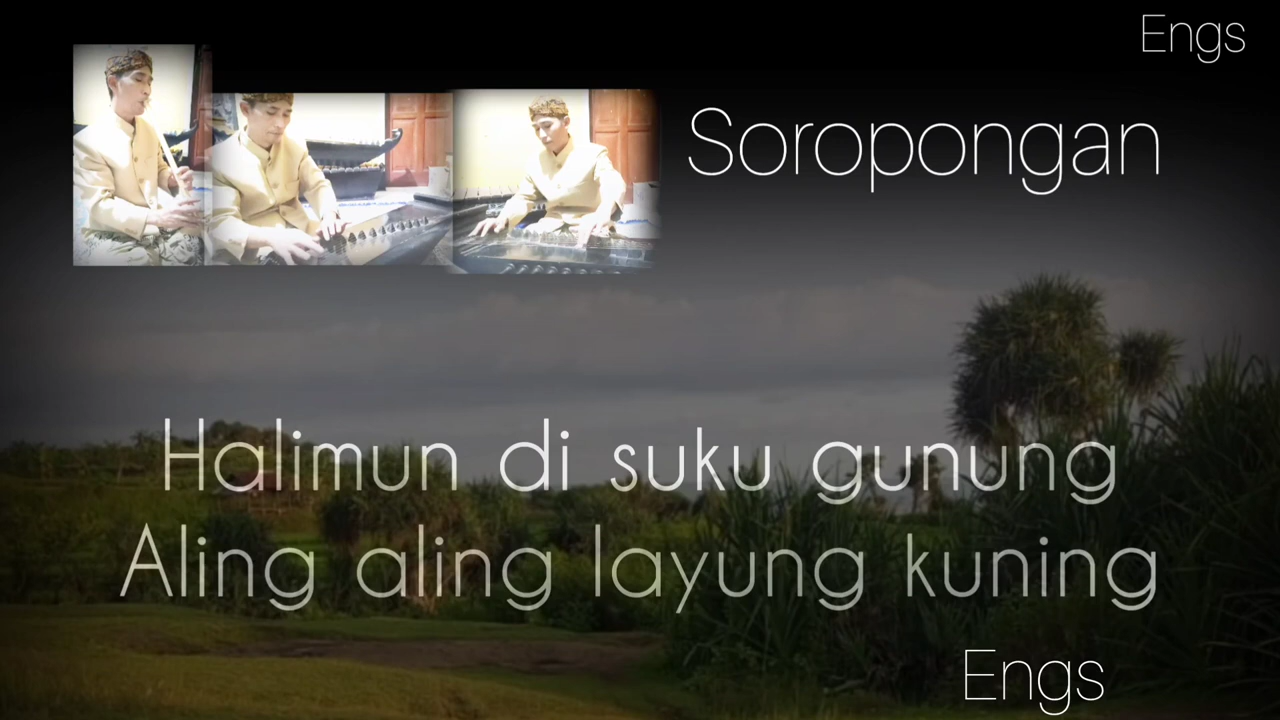 Engs
Soropongan
Halimun di suku gunung
Aling aling layung kuning
Engs